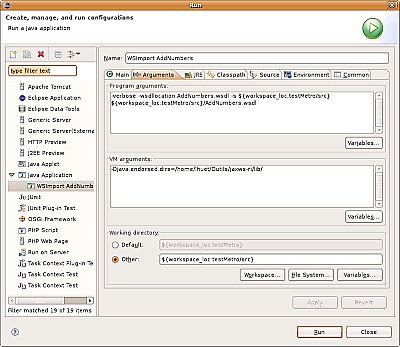 Run
Create, manage, and run configurations
Run a Java application
type filter text
Apache Tomcat
Eclipse Application
Eclipse Data Tools
Generic Server
Generic Server(Externa
HTTP Preview
J2EE Preview
Java Applet
Java Application
WSImport AddNumb
JUnit
JUnit Plug-in Test
OSGi Framework
PHP Script
PHP Web Page
Run on Server
Task Context Plug-in Te
Task Context Test
Task Context Test
Filter matched 19 of 19 items
Name: WSImport AddNumbers
Main Arguments JRE Classpath Source Environment Common
Program arguments:
-verbose -wsdllocation AddNumbers.wsdl -s ${workspace_loc:testMetro/src}
${workspace_loc:testMetro/src}/AddNumbers.wsdl
Variables...
VM arguments:
-Djava.endorsed.dirs=/home/huet/Outils/jaxws-ri/lib/
Variables...
Working directory:
Default: ${workspace_loc:testMetro}
Other: ${workspace_loc:testMetro/src}
Workspace... File System... Variables...
Apply Revert
Run Close